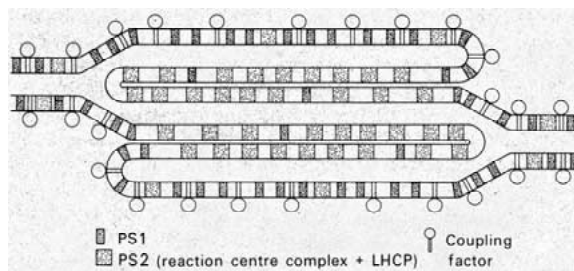 PS1
PS2 (reaction centre complex + LHCP)
Coupling
factor